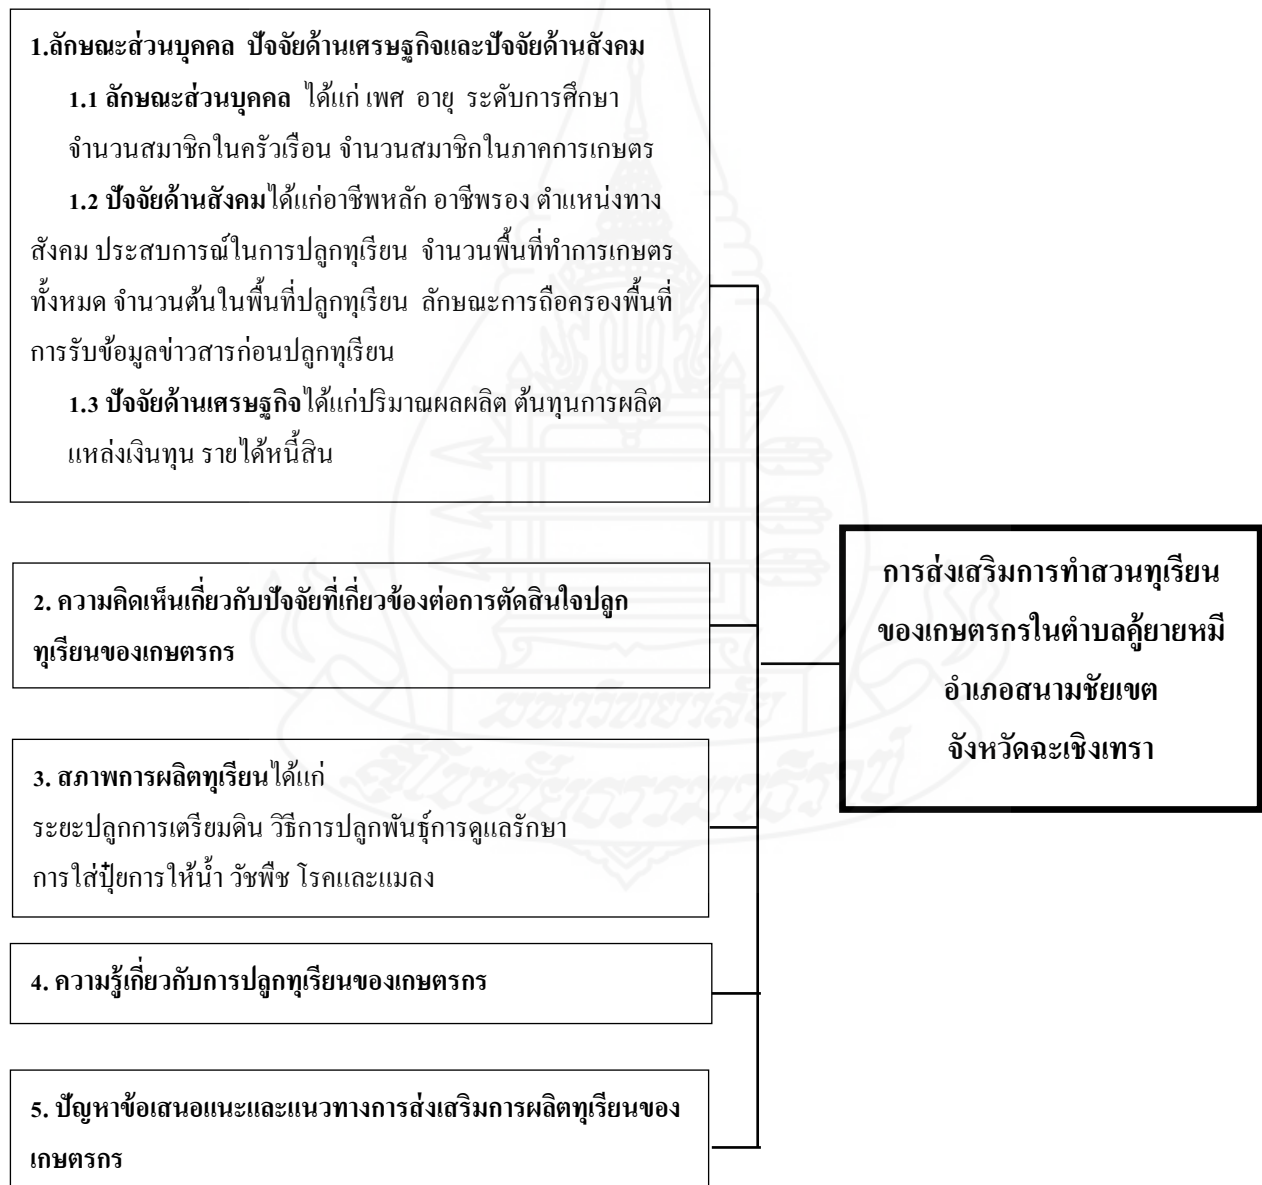 1.ลักษณะส่วนบุคคล ปัจจัยด้านเศรษฐกิจและปัจจัยด้านสังคม
1.1 ลักษณะส่วนบุคคล ได้แก่ เพศ อายุ ระดับการศึกษา
จำนวนสมาชิกในครัวเรือน จำนวนสมาชิกในภาคการเกษตร
1.2 ปัจจัยด้านสังคมได้แก่อาชีพหลัก อาชีพรอง ตำแหน่งทาง
สังคม ประสบการณ์ในการปลูกทุเรียน จำนวนพื้นที่ทำการเกษตร
ทั้งหมด จำนวนต้นในพื้นที่ปลูกทุเรียน ลักษณะการถือครองพื้นที่
การรับข้อมูลข่าวสารก่อนปลูกทุเรียน
1.3 ปัจจัยด้านเศรษฐกิจได้แก่ปริมาณผลผลิต ต้นทุนการผลิต
แหล่งเงินทุน รายได้หนี้สิน
2. ความคิดเห็นเกี่ยวกับปัจจัยที่เกี่ยวข้องต่อการตัดสินใจปลูก
ทุเรียนของเกษตรกร
3. สภาพการผลิตทุเรียนได้แก่
ระยะปลูกการเตรียมดิน วิธีการปลูกพันธุ์การดูแลรักษา
การใส่ปุ๋ยการให้น้ำ วัชพืช โรคและแมลง
4. ความรู้เกี่ยวกับการปลูกทุเรียนของเกษตรกร
5. ปัญหาข้อเสนอแนะและแนวทางการส่งเสริมการผลิตทุเรียนของ
เกษตรกร
การส่งเสริมการทำสวนทุเรียน
ของเกษตรกรในตำบลคู้ยายหมี
อำเภอสนามชัยเขต
จังหวัดฉะเชิงเทรา
มหาวิทยาลัย
สุโขทัยธรรมาธิราช